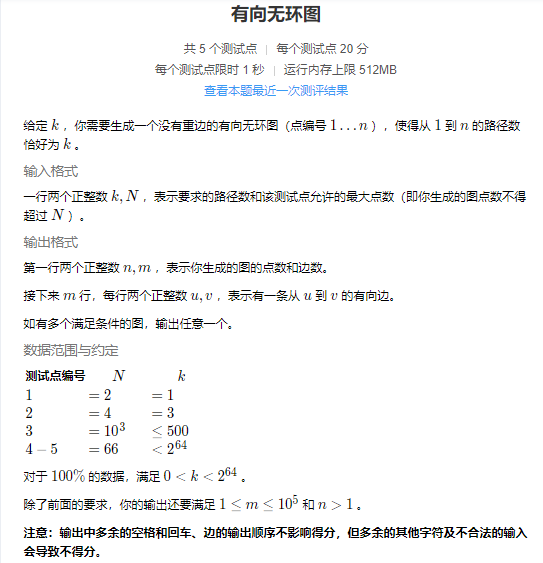 有向无环图
共 5 个测试点 | 每个测试点 20 分
每个测试点限时 1 秒 | 运行内存上限 512MB
查看本题最近一次测评结果
给定 k ，你需要生成一个没有重边的有向无环图（点编号 1…n ），使得从 1 到 n 的路径数
恰好为 k 。
输入格式
一行两个正整数 k, N ，表示要求的路径数和该测试点允许的最大点数（即你生成的图点数不得
超过 N ）。
输出格式
第一行两个正整数 n, m ，表示你生成的图的点数和边数。
接下来 m 行，每行两个正整数 u, v ，表示有一条从 u 到 v 的有向边。
如有多个满足条件的图，输出任意一个。
数据范围与约定
测试点编号 N k
1 = 2 = 1
2 = 4 = 3
3 = 10³ ≤ 500
4 − 5 = 66 < 2⁶⁴
对于 100% 的数据，满足 0 < k < 2⁶⁴ 。
除了前面的要求，你的输出还要满足 1 ≤ m ≤ 10⁵ 和 n > 1 。
注意：输出中多余的空格和回车、边的输出顺序不影响得分，但多余的其他字符及不合法的输入
会导致不得分。